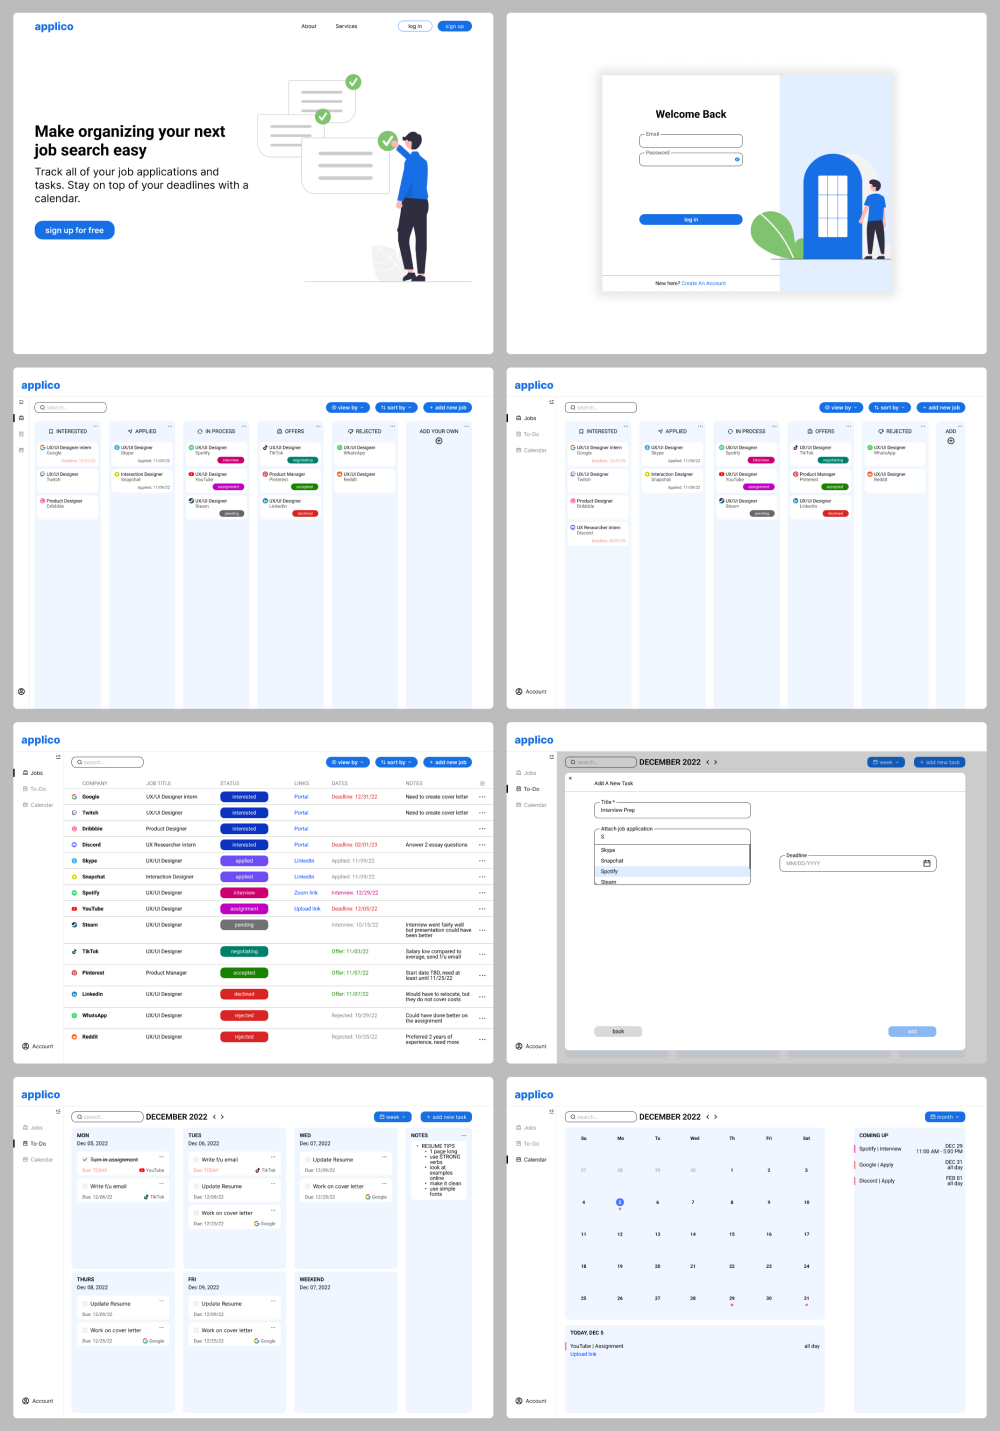 applico
About
Services
log in
sign up
Make organizing your next
job search easy
Track all of your job applications and
tasks. Stay on top of your deadlines with a
calendar.
sign up for free
Welcome Back
Email
Password
log in
New here? Create An Account
applico
search...
view by
sort by
+ add new job
INTERESTED
UX/UI Designer intern
Google
Deadline: 12/31/22
UX/UI Designer
Twitch
Product Designer
Dribbble
APPLIED
UX/UI Designer
Skype
Applied: 11/09/22
Interaction Designer
Snapchat
Applied: 11/09/22
IN PROCESS
UX/UI Designer
Spotify
interview
UX/UI Designer
YouTube
assignment
UX/UI Designer
Steam
pending
OFFERS
UX/UI Designer
TikTok
negotiating
Product Manager
Pinterest
accepted
UX/UI Designer
LinkedIn
declined
REJECTED
UX/UI Designer
WhatsApp
UX/UI Designer
Reddit
ADD YOUR OWN
applico
Jobs
To-Do
Calendar
Account
search...
view by
sort by
+ add new job
INTERESTED
UX/UI Designer intern
Google
Deadline: 12/31/22
UX/UI Designer
Twitch
Product Designer
Dribbble
UX Researcher intern
Discord
Deadline: 02/01/23
APPLIED
UX/UI Designer
Skype
Applied: 11/09/22
Interaction Designer
Snapchat
Applied: 11/09/22
IN PROCESS
UX/UI Designer
Spotify
interview
UX/UI Designer
YouTube
assignment
UX/UI Designer
Steam
pending
OFFERS
UX/UI Designer
TikTok
negotiating
Product Manager
Pinterest
accepted
UX/UI Designer
LinkedIn
declined
REJECTED
UX/UI Designer
WhatsApp
UX/UI Designer
Reddit
ADD
applico
Jobs
To-Do
Calendar
Account
search...
view by
sort by
+ add new job
COMPANY JOB TITLE STATUS LINKS DATES NOTES
Google UX/UI Designer intern interested Portal Deadline: 12/31/22 Need to create cover letter
Twitch UX/UI Designer interested Portal Need to create cover letter
Dribbble Product Designer interested Portal
Discord UX Researcher intern interested Portal Deadline: 02/01/23 Answer 2 essay questions
Skype UX/UI Designer applied LinkedIn Applied: 11/09/22
Snapchat Interaction Designer applied LinkedIn Applied: 11/09/22
Spotify UX/UI Designer interview Zoom link Interview: 12/29/22
YouTube UX/UI Designer assignment Upload link Deadline: 12/05/22
Steam UX/UI Designer pending Interview: 10/15/22 Interview went fairly well
but presentation could have
been better
TikTok UX/UI Designer negotiating Offer: 11/03/22 Salary low compared to
average, send f/u email
Pinterest Product Manager accepted Offer: 11/07/22 Start date TBD, need at
least until 11/25/22
LinkedIn UX/UI Designer declined Offer: 11/07/22 Would have to relocate, but
they do not cover costs
WhatsApp UX/UI Designer rejected Rejected: 10/29/22 Could have done better on
the assignment
Reddit UX/UI Designer rejected Rejected: 10/25/22 Preferred 2 years of
experience, need more
applico
Jobs
To-Do
Calendar
Account
search...
DECEMBER 2022 < >
week
+ add new task
Add A New Task
Title *
Interview Prep
Attach job application
S
Skype
Snapchat
Spotify
Steam
Deadline
MM/DD/YYYY
back
add
applico
Jobs
To-Do
Calendar
Account
search...
DECEMBER 2022 < >
week
+ add new task
MON
Dec 05, 2022
Turn in assignment
Due: TODAY YouTube
Write f/u email
Due: 12/06/22 TikTok
TUES
Dec 06, 2022
Write f/u email
Due: TODAY TikTok
Update Resume
Due: 12/09/22
Work on cover letter
Due: 12/25/22 Google
WED
Dec 07, 2022
Update Resume
Due: 12/09/22
Work on cover letter
Due: 12/25/22 Google
NOTES
• RESUME TIPS
• 1 page long
• use STRONG
verbs
• look at
examples
online
• make it clean
• use simple
fonts
THURS
Dec 08, 2022
Update Resume
Due: 12/09/22
Work on cover letter
Due: 12/25/22 Google
FRI
Dec 09, 2022
Update Resume
Due: 12/09/22
Work on cover letter
Due: 12/25/22 Google
WEEKEND
Dec 07, 2022
applico
Jobs
To-Do
Calendar
Account
search...
DECEMBER 2022 < >
month
Su Mo Tu We Th Fri Sa
27 28 29 30 1 2 3
4 5 6 7 8 9 10
11 12 13 14 15 16 17
18 19 20 21 22 23 24
25 26 27 28 29 30 31
TODAY, DEC 5
YouTube | Assignment all day
Upload link
COMING UP
Spotify | Interview DEC 29
11:00 AM - 5:00 PM
Google | Apply DEC 31
all day
Discord | Apply FEB 01
all day